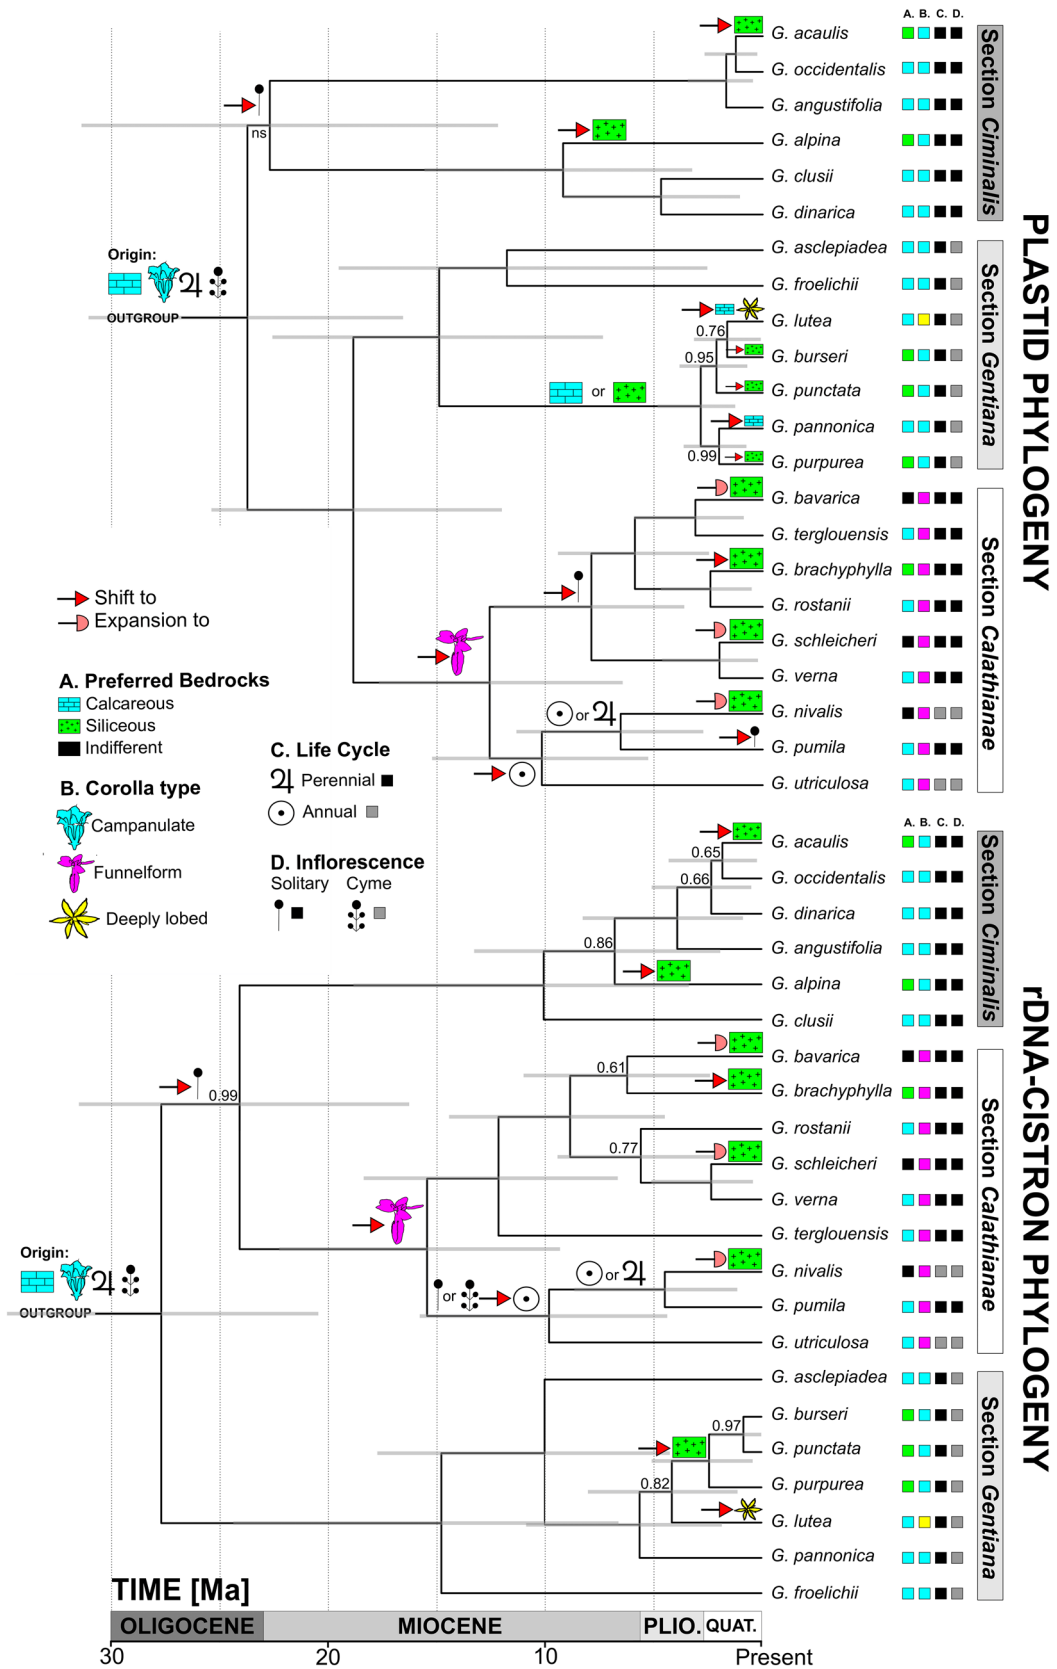 A. B. C. D.
G. acaulis
G. occidentalis
G. angustifolia
ns
G. alpina
G. clusii
G. dinarica
Section Ciminalis
Origin:
OUTGROUP
G. asclepiadea
G. froelichii
G. lutea
0.76
G. burseri
0.95
or
G. punctata
G. pannonica
0.99
G. purpurea
Section Gentiana
PLASTID PHYLOGENY
G. bavarica
G. terglouensis
G. brachyphylla
G. rostanii
G. schleicheri
G. verna
G. nivalis
or
G. pumila
G. utriculosa
Section Calathianae
Shift to
Expansion to
A. Preferred Bedrocks
Calcareous
Siliceous
Indifferent
B. Corolla type
Campanulate
Funnelform
Deeply lobed
C. Life Cycle
Perennial
Annual
D. Inflorescence
Solitary Cyme
A. B. C. D.
G. acaulis
0.65
G. occidentalis
0.66
G. dinarica
0.86
G. angustifolia
G. alpina
G. clusii
Section Ciminalis
G. bavarica
0.61
G. brachyphylla
0.99
G. rostanii
0.77
G. schleicheri
G. verna
G. terglouensis
G. nivalis
or
or
G. pumila
G. utriculosa
Section Calathianae
rDNA-CISTRON PHYLOGENY
Origin:
OUTGROUP
G. asclepiadea
G. burseri
0.97
G. punctata
0.82
G. purpurea
G. lutea
G. pannonica
G. froelichii
Section Gentiana
TIME [Ma]
OLIGOCENE MIOCENE PLIO. QUAT.
30 20 10 Present